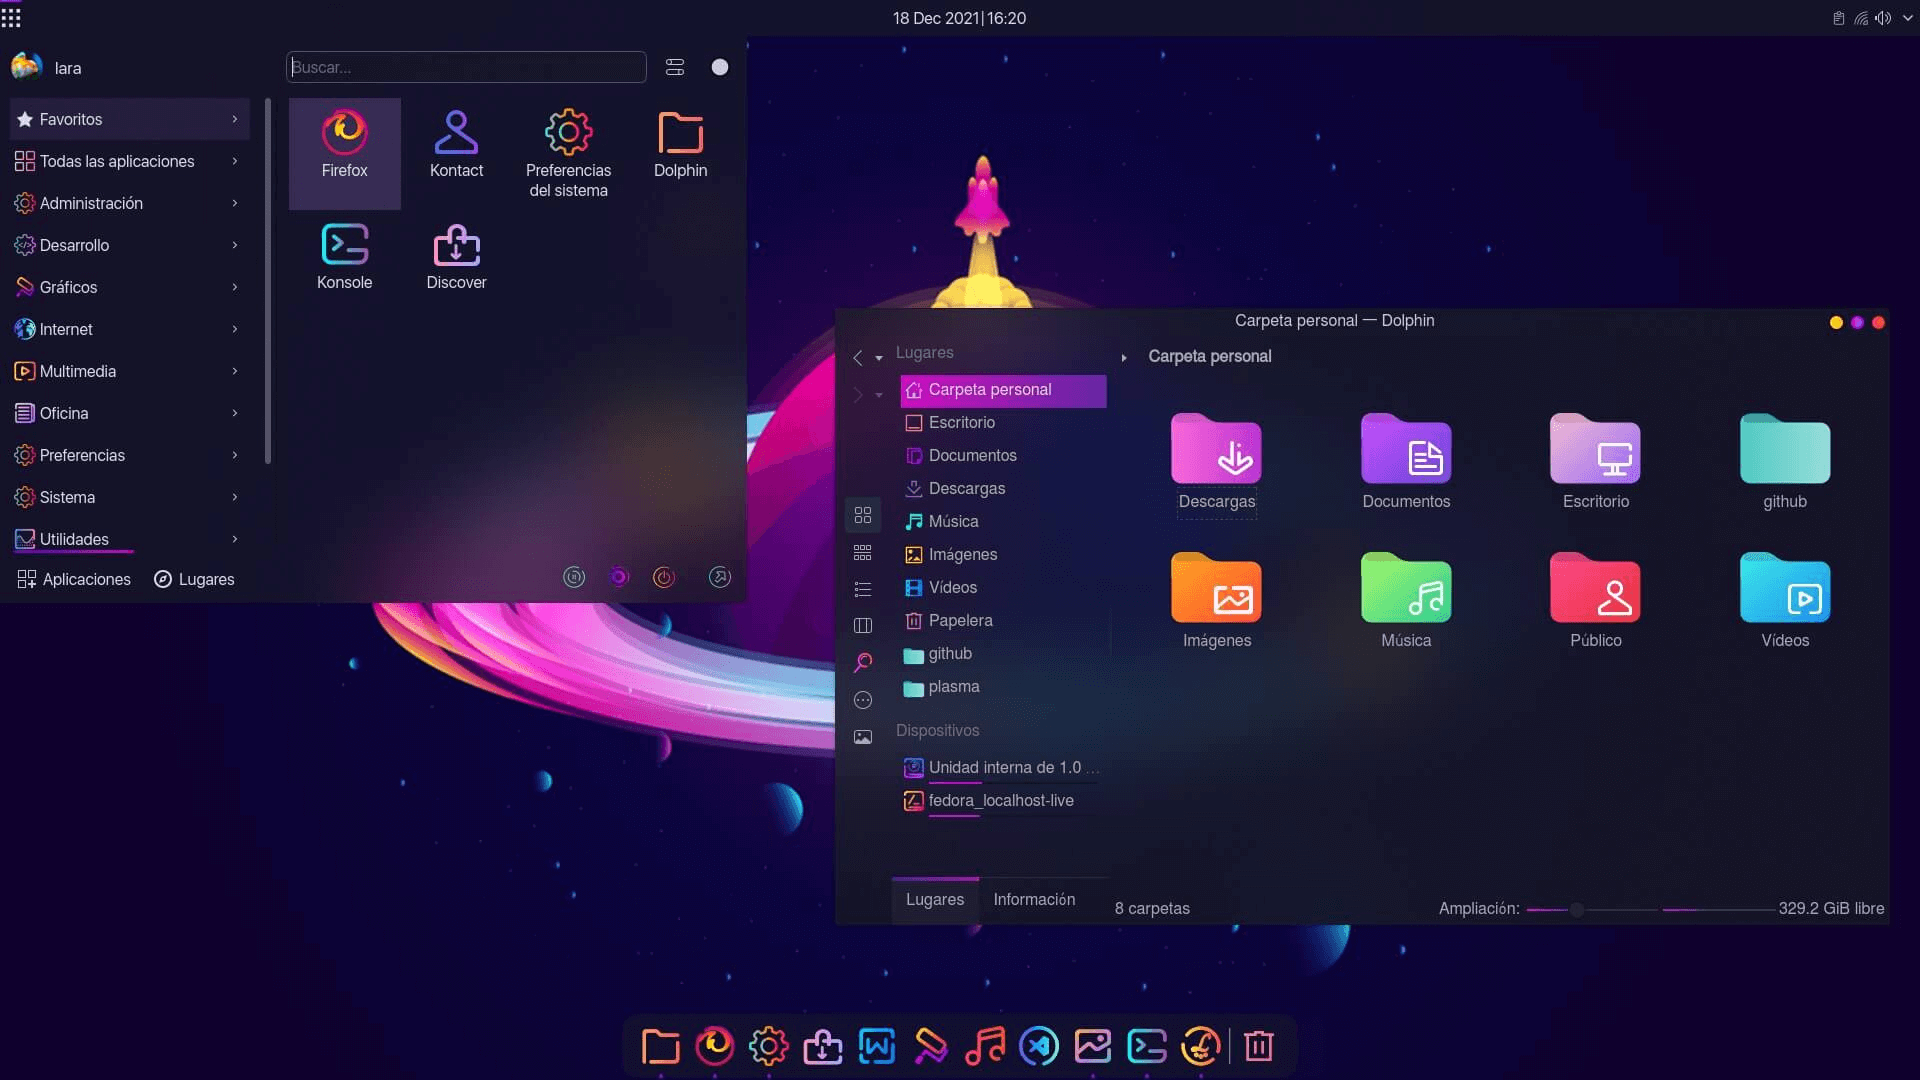 18 Dec 2021|16:20
lara
Buscar...
Favoritos
Todas las aplicaciones
Administración
Desarrollo
Gráficos
Internet
Multimedia
Oficina
Preferencias
Sistema
Utilidades
Aplicaciones
Lugares
Firefox
Kontact
Preferencias
del sistema
Dolphin
Konsole
Discover
Carpeta personal — Dolphin
Lugares
Carpeta personal
Carpeta personal
Escritorio
Documentos
Descargas
Música
Imágenes
Vídeos
Papelera
github
plasma
Dispositivos
Unidad interna de 1.0 ...
fedora_localhost-live
Descargas
Documentos
Escritorio
github
Imágenes
Música
Público
Vídeos
Lugares
Información
8 carpetas
Ampliación:
329.2 GiB libre